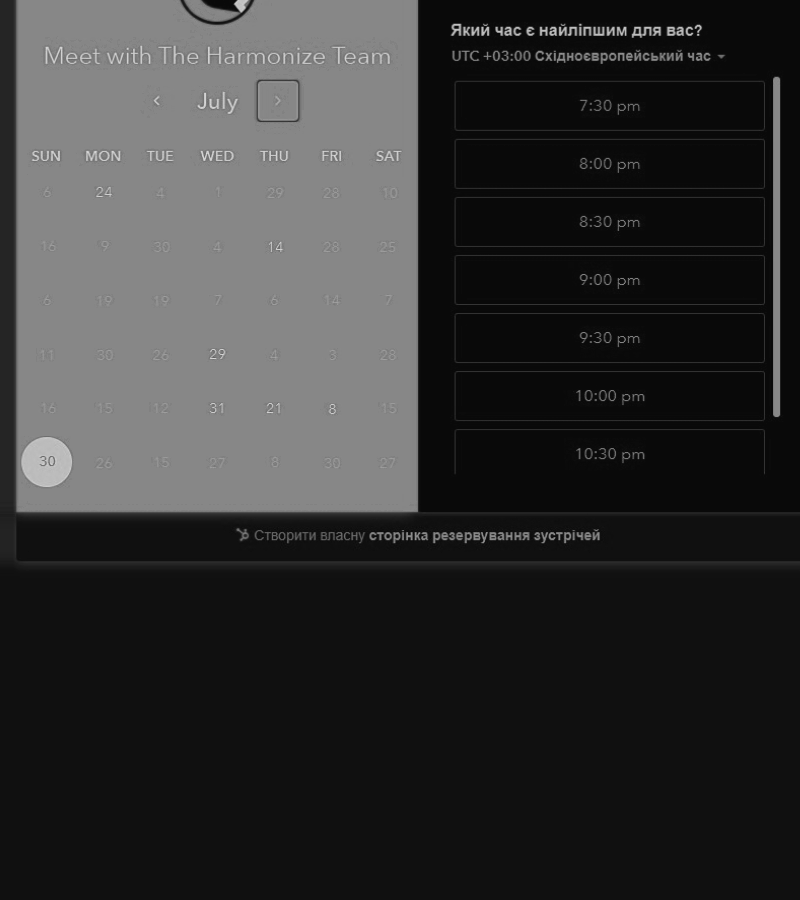 Meet with The Harmonize Team
July
SUN MON TUE WED THU FRI SAT
6 24 4 1 29 28 10
16 9 30 4 14 28 25
6 19 19 7 6 14 7
11 30 26 29 4 3 28
16 15 12 31 21 8 15
30 26 15 27 8 30 27
Який час є найліпшим для вас?
UTC +03:00 Східноєвропейський час
7:30 pm
8:00 pm
8:30 pm
9:00 pm
9:30 pm
10:00 pm
10:30 pm
Створити власну сторінка резервування зустрічей